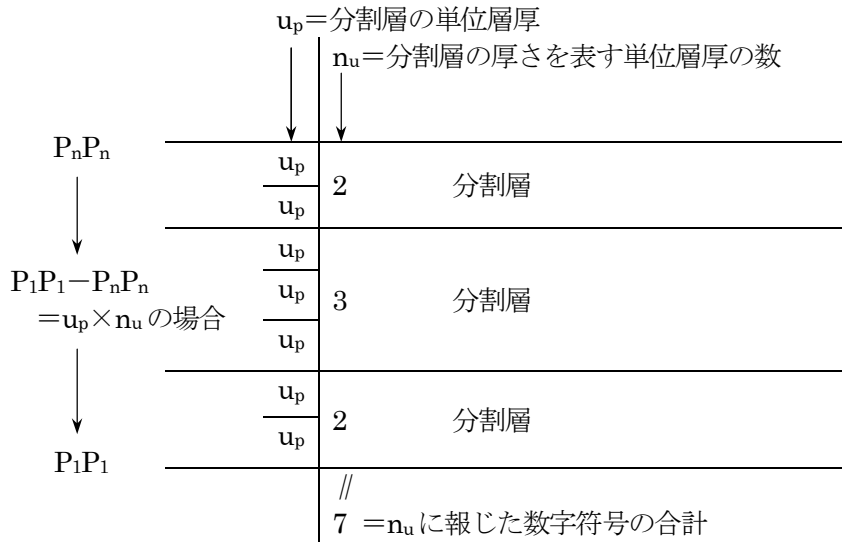 uₚ＝分割層の単位層厚
nᵤ＝分割層の厚さを表す単位層厚の数
PₙPₙ
uₚ
uₚ
2 分割層
P₁P₁－PₙPₙ
＝uₚ×nᵤの場合
uₚ
uₚ
uₚ
3 分割層
uₚ
uₚ
2 分割層
P₁P₁
//
7 ＝nᵤに報じた数字符号の合計